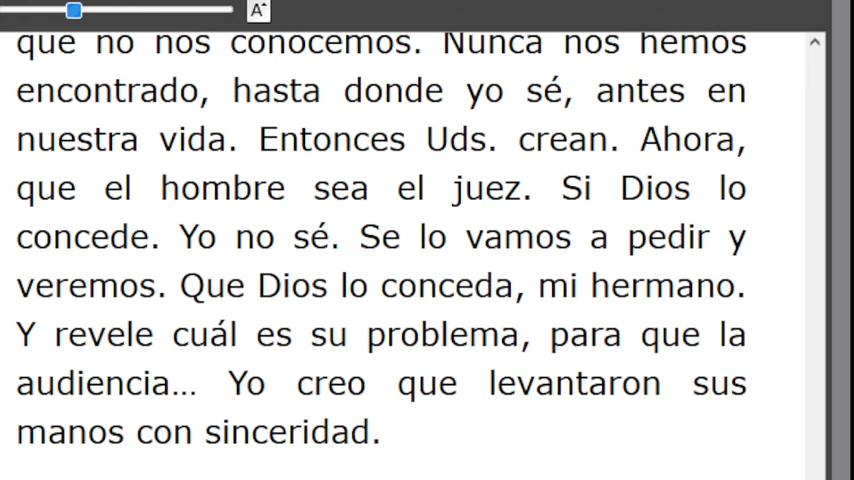 A
que no nos conocemos. Nunca nos hemos
encontrado, hasta donde yo sé, antes en
nuestra vida. Entonces Uds. crean. Ahora,
que el hombre sea el juez. Si Dios lo
concede. Yo no sé. Se lo vamos a pedir y
veremos. Que Dios lo conceda, mi hermano.
Y revele cuál es su problema, para que la
audiencia... Yo creo que levantaron sus
manos con sinceridad.